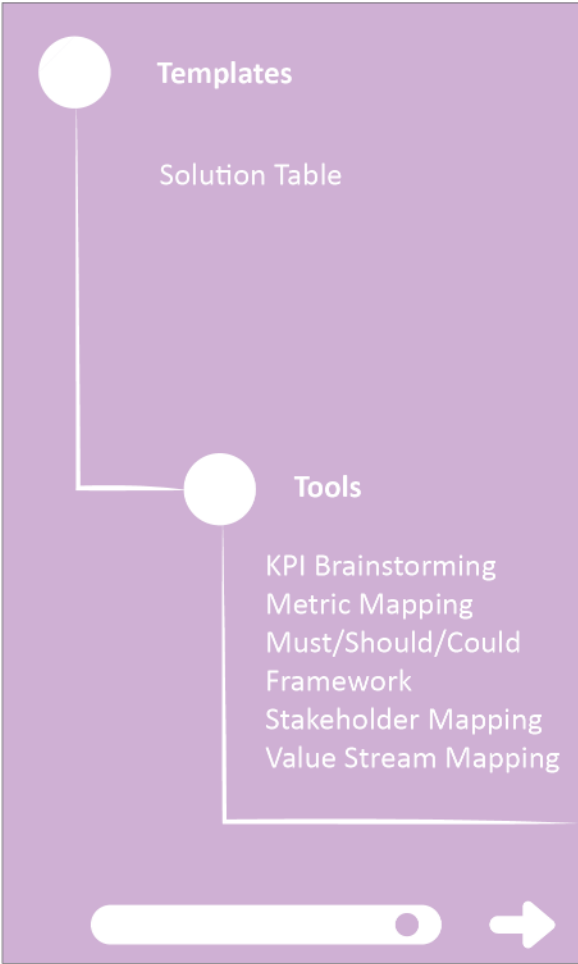 Templates
Solution Table
Tools
KPI Brainstorming
Metric Mapping
Must/Should/Could
Framework
Stakeholder Mapping
Value Stream Mapping